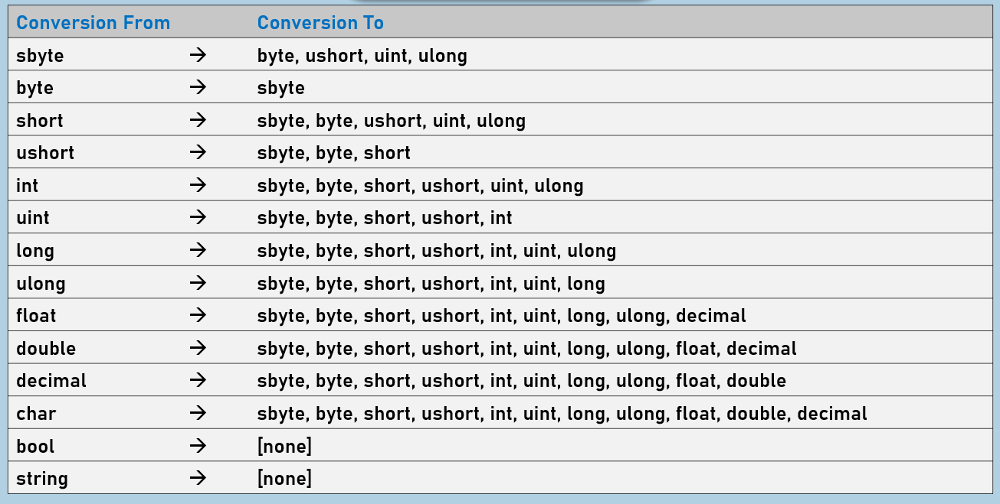 Conversion From → Conversion To
sbyte → byte, ushort, uint, ulong
byte → sbyte
short → sbyte, byte, ushort, uint, ulong
ushort → sbyte, byte, short
int → sbyte, byte, short, ushort, uint, ulong
uint → sbyte, byte, short, ushort, int
long → sbyte, byte, short, ushort, int, uint, ulong
ulong → sbyte, byte, short, ushort, int, uint, long
float → sbyte, byte, short, ushort, int, uint, long, ulong, decimal
double → sbyte, byte, short, ushort, int, uint, long, ulong, float, decimal
decimal → sbyte, byte, short, ushort, int, uint, long, ulong, float, double
char → sbyte, byte, short, ushort, int, uint, long, ulong, float, double, decimal
bool → [none]
string → [none]